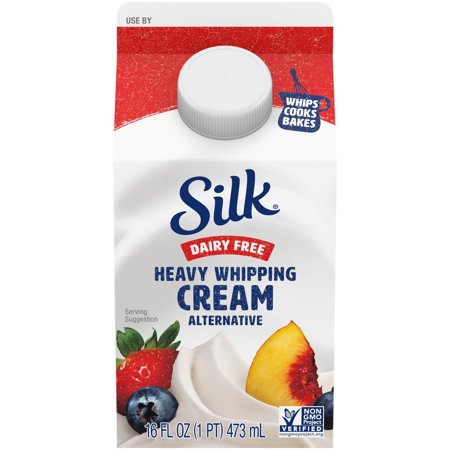 USE BY
WHIPS
COOKS
BAKES
Silk®
DAIRY FREE
HEAVY WHIPPING
CREAM
ALTERNATIVE
Serving
Suggestion
NON
GMO
Project
VERIFIED
nongmoproject.org
16 FL OZ (1 PT) 473 mL